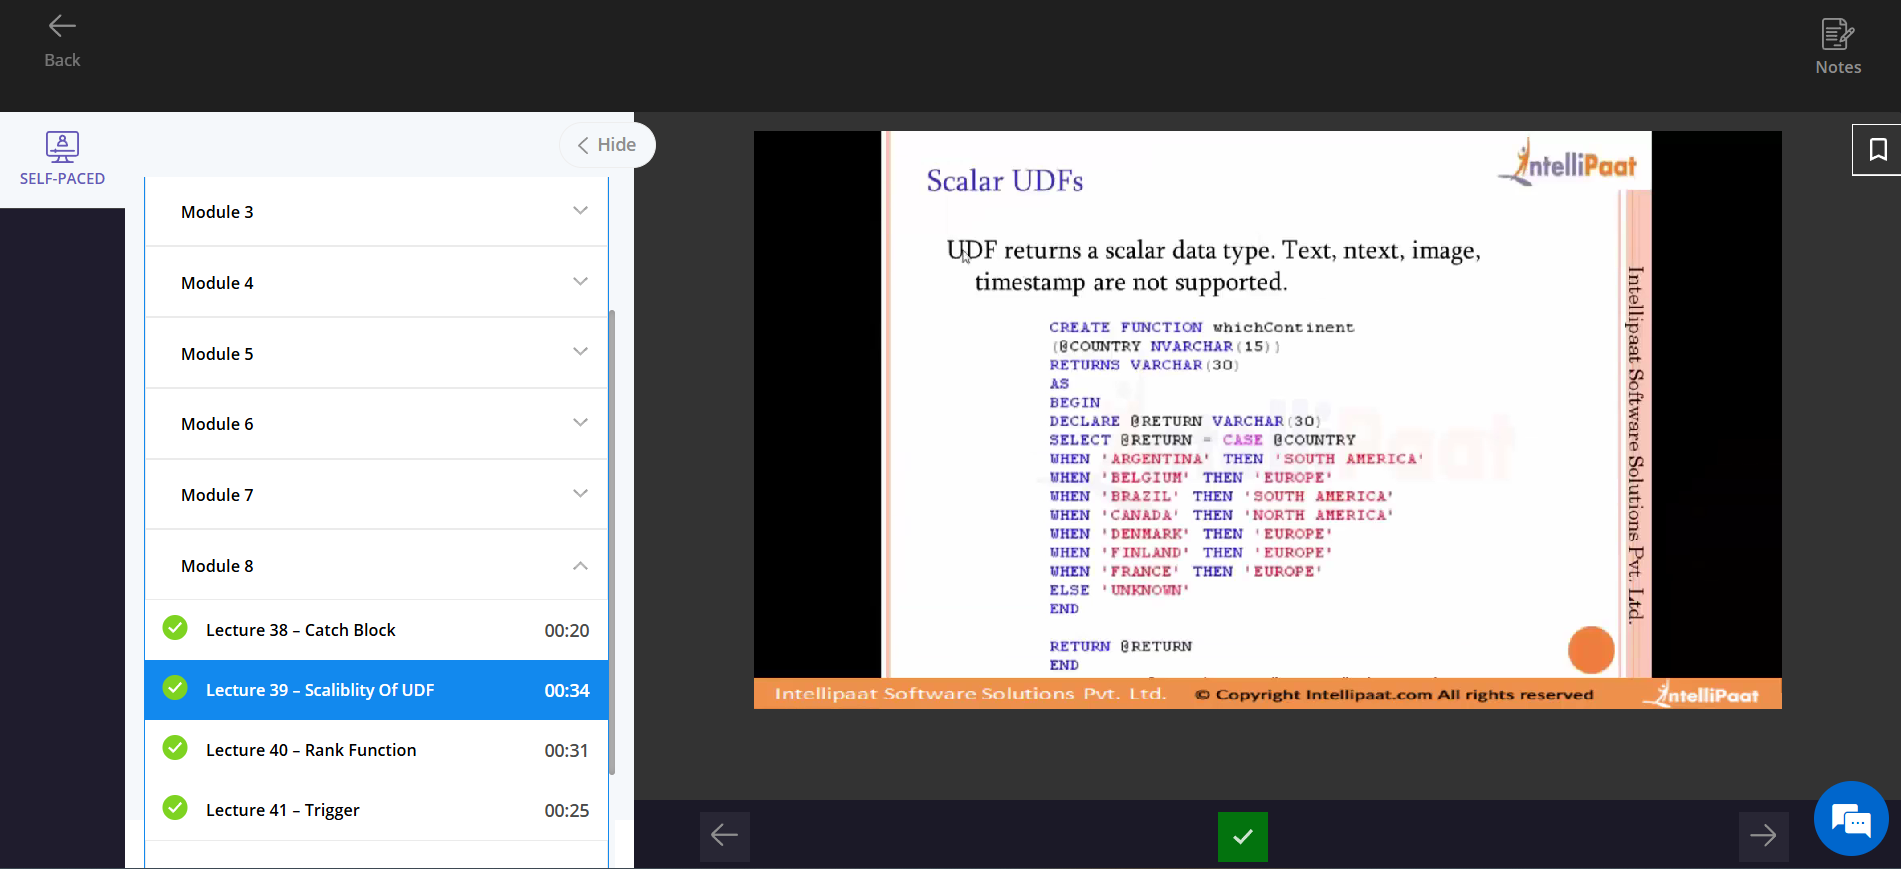 Back
Notes
SELF-PACED
Hide
Module 3
Module 4
Module 5
Module 6
Module 7
Module 8
Lecture 38 – Catch Block 00:20
Lecture 39 – Scaliblity Of UDF 00:34
Lecture 40 – Rank Function 00:31
Lecture 41 – Trigger 00:25
IntelliPaat
Scalar UDFs
UDF returns a scalar data type. Text, ntext, image,
timestamp are not supported.
CREATE FUNCTION whichContinent
(@COUNTRY NVARCHAR(15))
RETURNS VARCHAR(30)
AS
BEGIN
DECLARE @RETURN VARCHAR(30)
SELECT @RETURN = CASE @COUNTRY
WHEN 'ARGENTINA' THEN 'SOUTH AMERICA'
WHEN 'BELGIUM' THEN 'EUROPE'
WHEN 'BRAZIL' THEN 'SOUTH AMERICA'
WHEN 'CANADA' THEN 'NORTH AMERICA'
WHEN 'DENMARK' THEN 'EUROPE'
WHEN 'FINLAND' THEN 'EUROPE'
WHEN 'FRANCE' THEN 'EUROPE'
ELSE 'UNKNOWN'
END
RETURN @RETURN
END
Intellipaat Software Solutions Pvt. Ltd.
Intellipaat Software Solutions Pvt. Ltd. © Copyright Intellipaat.com All rights reserved IntelliPaat